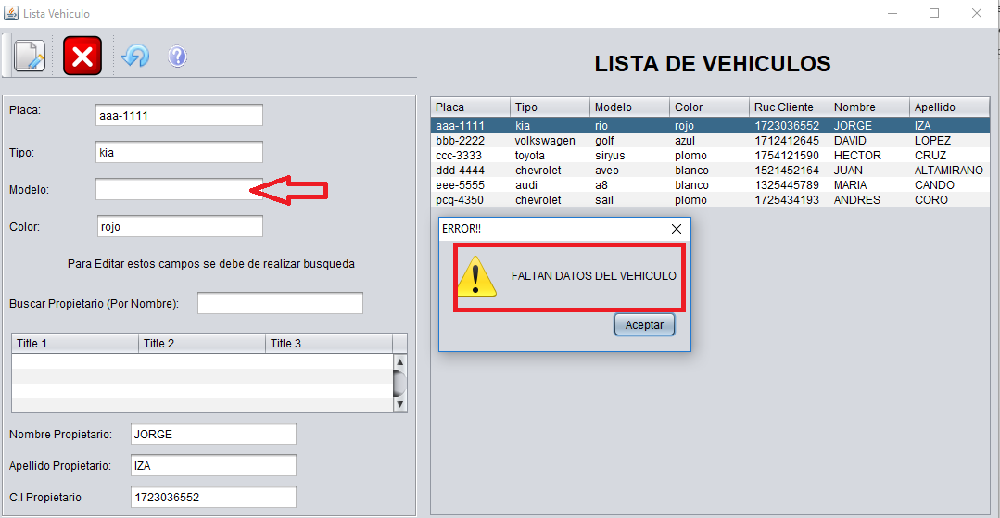 Lista Vehiculo
LISTA DE VEHICULOS
Placa: aaa-1111
Tipo: kia
Modelo:
Color: rojo
Para Editar estos campos se debe de realizar busqueda
Buscar Propietario (Por Nombre):
Title 1 Title 2 Title 3
Nombre Propietario: JORGE
Apellido Propietario: IZA
C.I Propietario 1723036552
Placa Tipo Modelo Color Ruc Cliente Nombre Apellido
aaa-1111 kia rio rojo 1723036552 JORGE IZA
bbb-2222 volkswagen golf azul 1712412645 DAVID LOPEZ
ccc-3333 toyota siryus plomo 1754121590 HECTOR CRUZ
ddd-4444 chevrolet aveo blanco 1521452164 JUAN ALTAMIRANO
eee-5555 audi a8 blanco 1325445789 MARIA CANDO
pcq-4350 chevrolet sail plomo 1725434193 ANDRES CORO
ERROR!!
FALTAN DATOS DEL VEHICULO
Aceptar